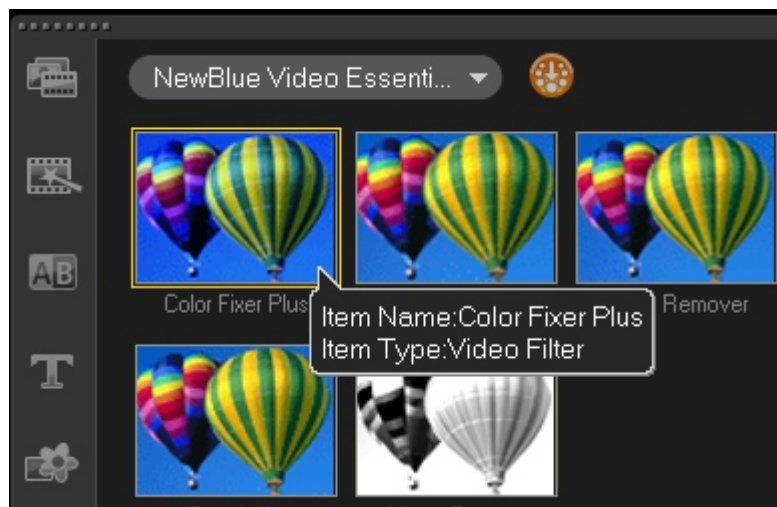 NewBlue Video Essenti...
AB
Color Fixer Plus
Remover
Item Name:Color Fixer Plus
Item Type:Video Filter
T